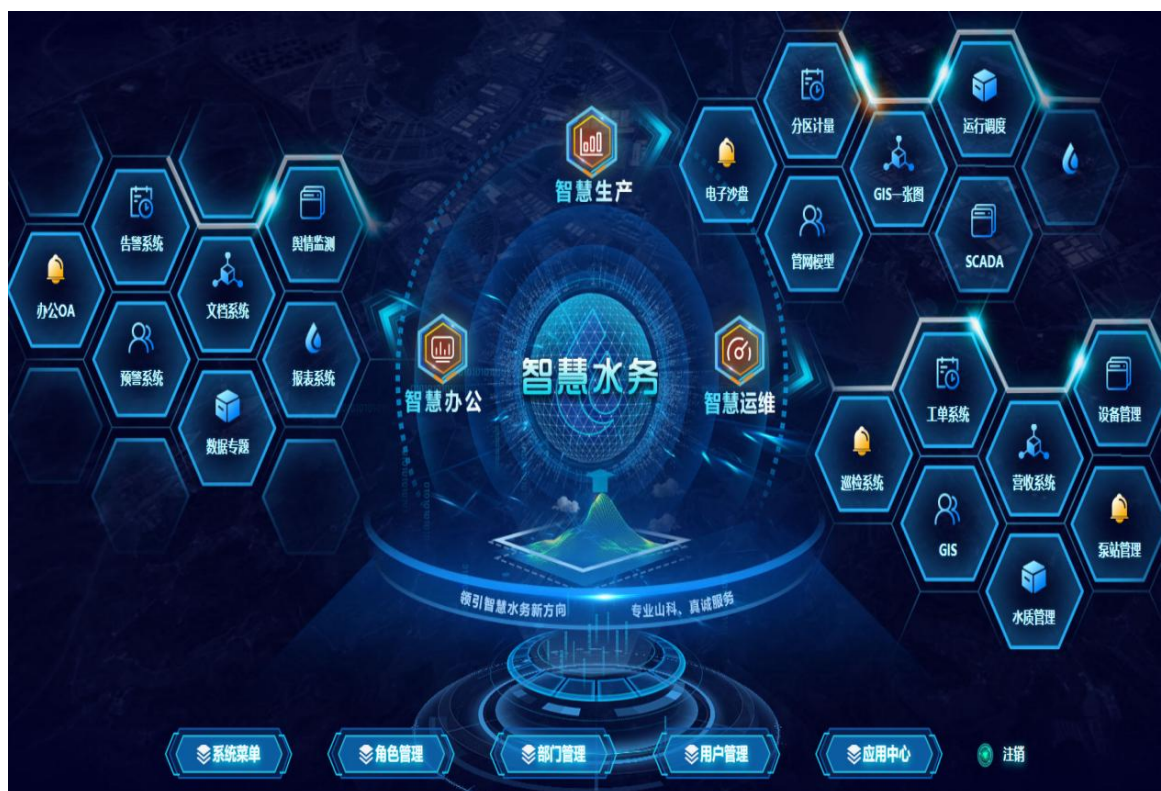 智慧水务
智慧生产
智慧办公
智慧运维
告警系统
舆情监测
办公OA
文档系统
预警系统
报表系统
数据专题
分区计量
运行调度
电子沙盘
GIS一张图
管网模型
SCADA
工单系统
设备管理
巡检系统
营收系统
GIS
泵站管理
水质管理
领引智慧水务新方向
专业山科、真诚服务
系统菜单
角色管理
部门管理
用户管理
应用中心
注销